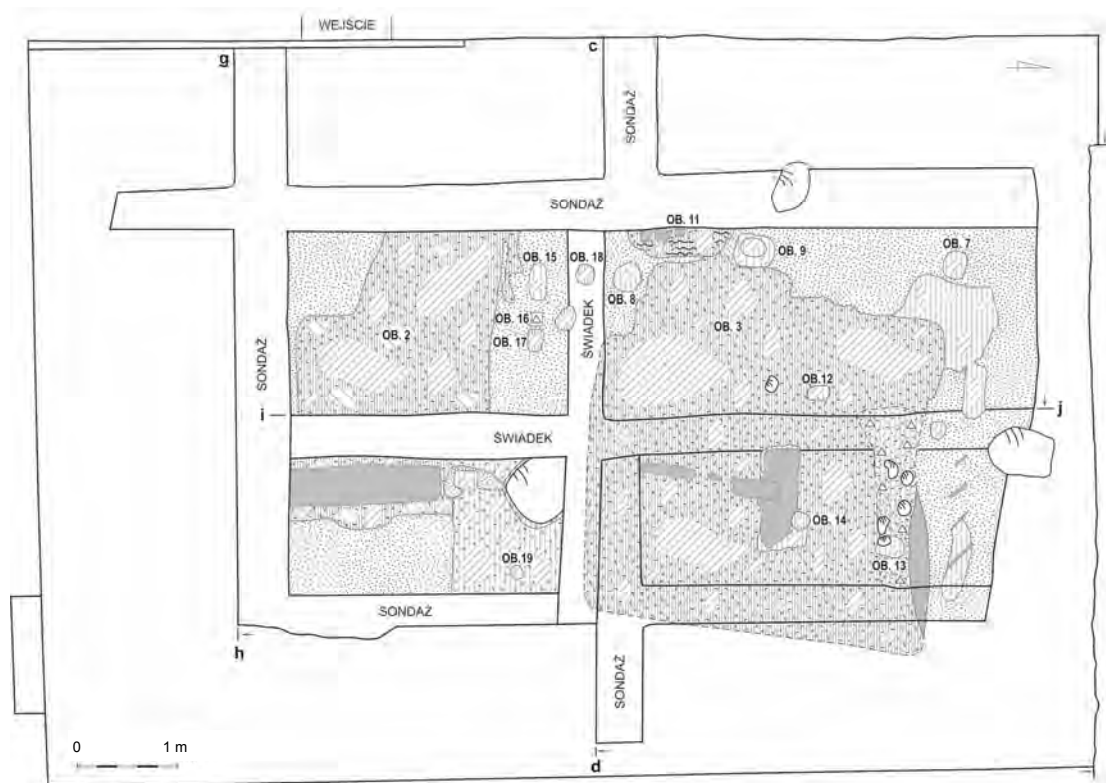 WEJŚCIE
g
c
SONDAŻ
SONDAŻ
OB. 11
OB. 9
OB. 7
OB. 15
OB. 18
OB. 8
OB. 16
OB. 3
OB. 2
OB. 17
ŚWIADEK
SONDAŻ
OB. 12
i
j
ŚWIADEK
OB. 14
OB. 13
OB. 19
SONDAŻ
h
SONDAŻ
0 1 m
d